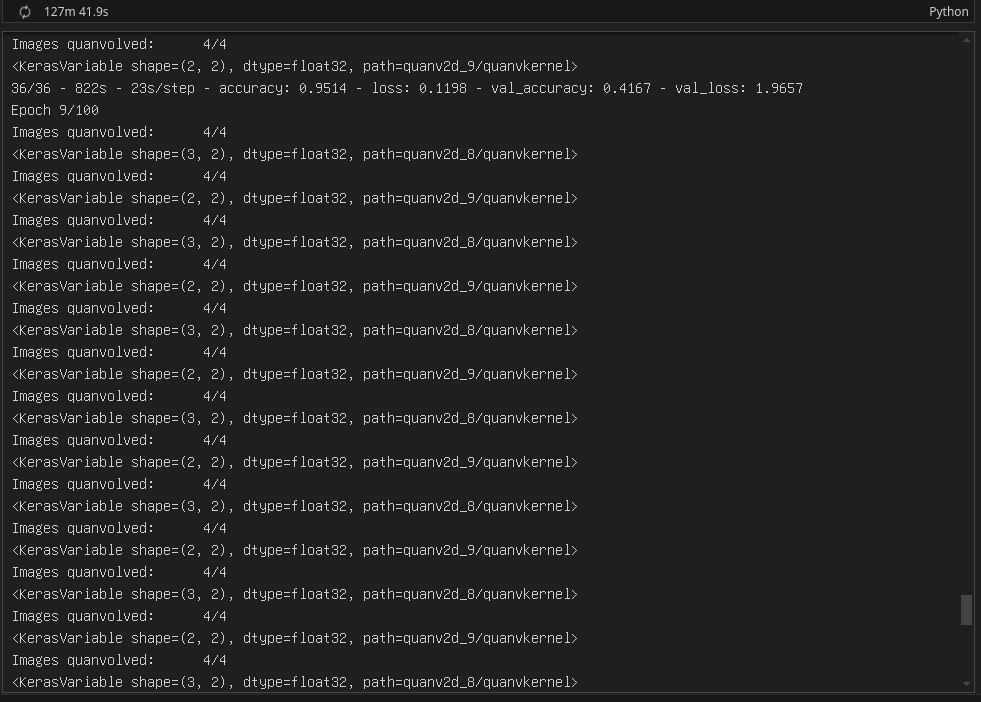 127m 41.9s
Python
Images quanvolved: 4/4
<KerasVariable shape=(2, 2), dtype=float32, path=quanv2d_9/quanvkernel>
36/36 - 822s - 23s/step - accuracy: 0.9514 - loss: 0.1198 - val_accuracy: 0.4167 - val_loss: 1.9657
Epoch 9/100
Images quanvolved: 4/4
<KerasVariable shape=(3, 2), dtype=float32, path=quanv2d_8/quanvkernel>
Images quanvolved: 4/4
<KerasVariable shape=(2, 2), dtype=float32, path=quanv2d_9/quanvkernel>
Images quanvolved: 4/4
<KerasVariable shape=(3, 2), dtype=float32, path=quanv2d_8/quanvkernel>
Images quanvolved: 4/4
<KerasVariable shape=(2, 2), dtype=float32, path=quanv2d_9/quanvkernel>
Images quanvolved: 4/4
<KerasVariable shape=(3, 2), dtype=float32, path=quanv2d_8/quanvkernel>
Images quanvolved: 4/4
<KerasVariable shape=(2, 2), dtype=float32, path=quanv2d_9/quanvkernel>
Images quanvolved: 4/4
<KerasVariable shape=(3, 2), dtype=float32, path=quanv2d_8/quanvkernel>
Images quanvolved: 4/4
<KerasVariable shape=(2, 2), dtype=float32, path=quanv2d_9/quanvkernel>
Images quanvolved: 4/4
<KerasVariable shape=(3, 2), dtype=float32, path=quanv2d_8/quanvkernel>
Images quanvolved: 4/4
<KerasVariable shape=(2, 2), dtype=float32, path=quanv2d_9/quanvkernel>
Images quanvolved: 4/4
<KerasVariable shape=(3, 2), dtype=float32, path=quanv2d_8/quanvkernel>
Images quanvolved: 4/4
<KerasVariable shape=(2, 2), dtype=float32, path=quanv2d_9/quanvkernel>
Images quanvolved: 4/4
<KerasVariable shape=(3, 2), dtype=float32, path=quanv2d_8/quanvkernel>